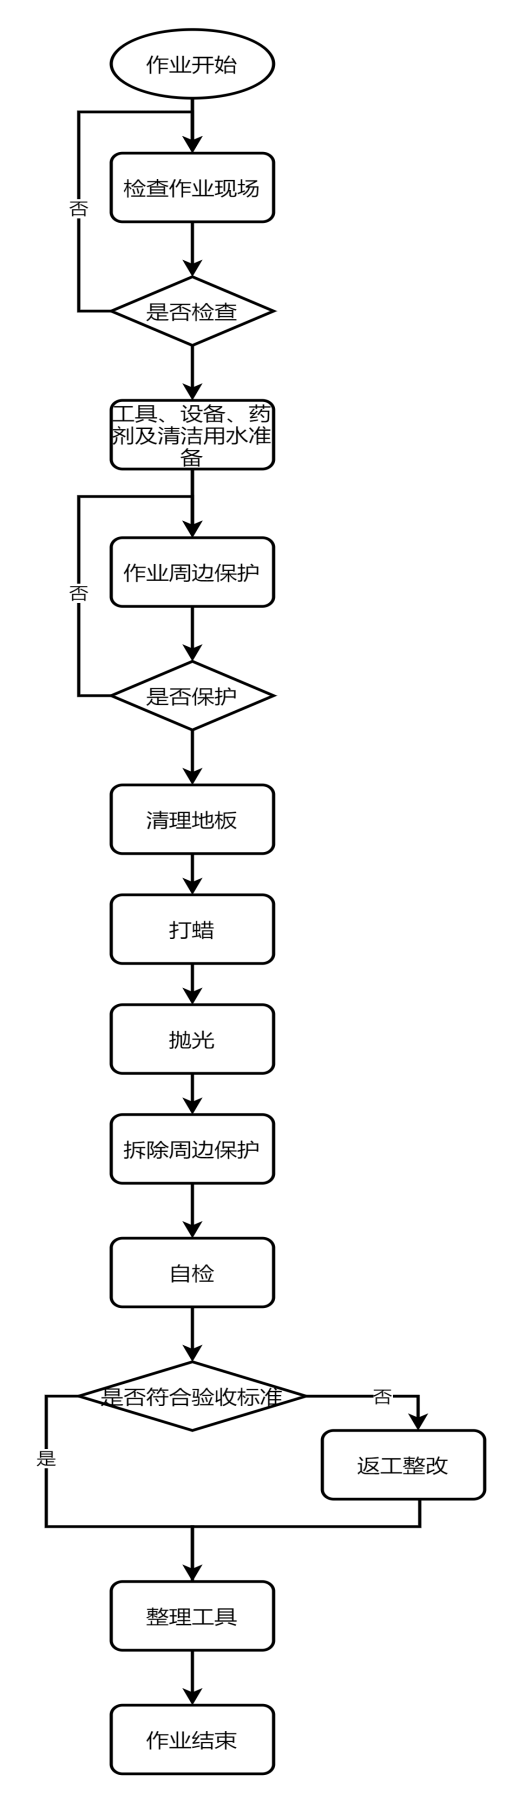 作业开始
检查作业现场
否
是否检查
工具、设备、药
剂及清洁用水准
备
作业周边保护
否
是否保护
清理地板
打蜡
抛光
拆除周边保护
自检
是否符合验收标准
否
是
返工整改
整理工具
作业结束